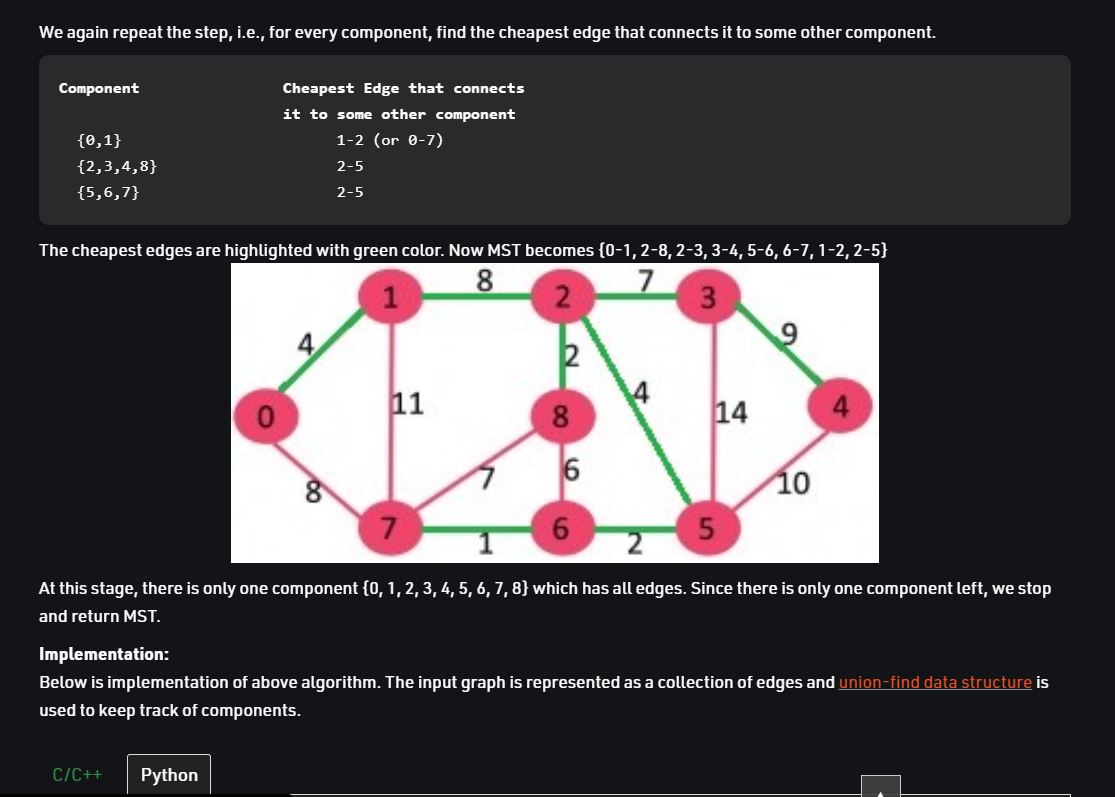 We again repeat the step, i.e., for every component, find the cheapest edge that connects it to some other component.
Component Cheapest Edge that connects
it to some other component
{0,1} 1-2 (or 0-7)
{2,3,4,8} 2-5
{5,6,7} 2-5
The cheapest edges are highlighted with green color. Now MST becomes {0-1, 2-8, 2-3, 3-4, 5-6, 6-7, 1-2, 2-5}
8 7
1 2 3
4 2 9
11 4 14
0 8 4
8 7 6 10
7 6 5
1 2
At this stage, there is only one component {0, 1, 2, 3, 4, 5, 6, 7, 8} which has all edges. Since there is only one component left, we stop
and return MST.
Implementation:
Below is implementation of above algorithm. The input graph is represented as a collection of edges and union-find data structure is
used to keep track of components.
C/C++ Python